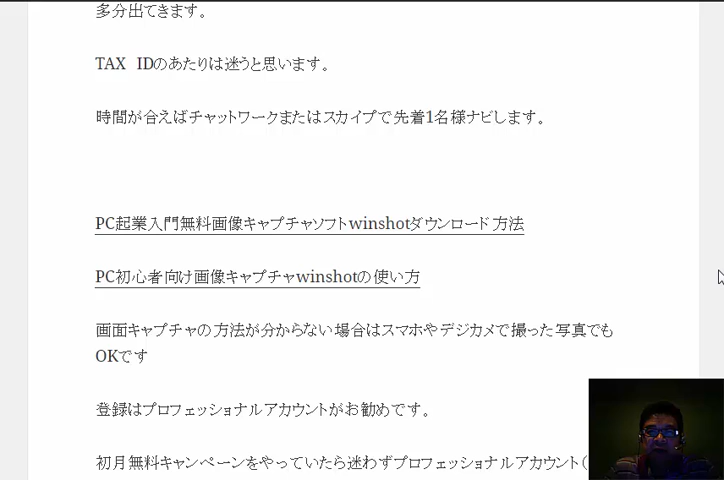 多分出てきます。
TAX IDのあたりは迷うと思います。
時間が合えばチャットワークまたはスカイプで先着1名様ナビします。
PC起業入門無料画像キャプチャソフトwinshotダウンロード方法
PC初心者向け画像キャプチャwinshotの使い方
画面キャプチャの方法が分からない場合はスマホやデジカメで撮った写真でも
OKです
登録はプロフェッショナルアカウントがお勧めです。
初月無料キャンペーンをやっていたら迷わずプロフェッショナルアカウント(